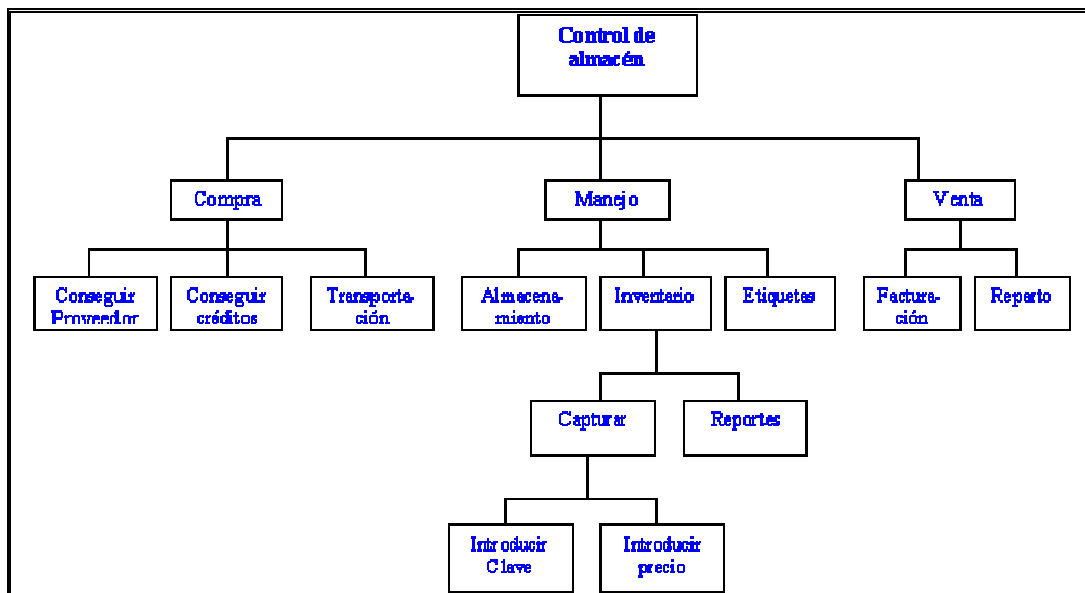 Control de
almacén
Compra
Manejo
Venta
Conseguir
Proveedor
Conseguir
créditos
Transporta-
ción
Almacena-
miento
Inventario
Etiquetas
Factura-
ción
Reparto
Capturar
Reportes
Introducir
Clave
Introducir
precio